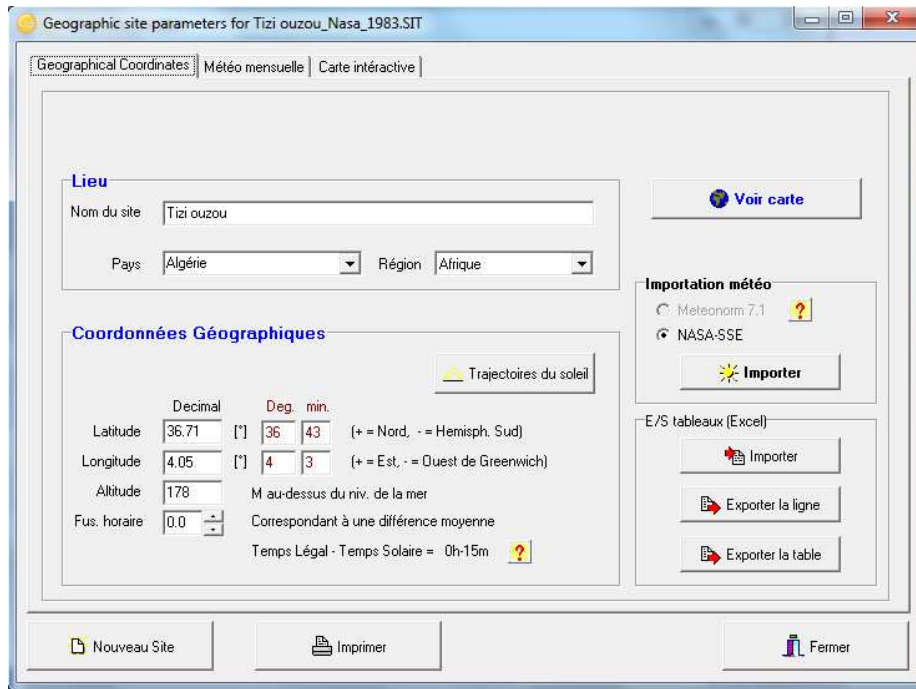 Geographic site parameters for Tizi ouzou_Nasa_1983.SIT
Geographical Coordinates Météo mensuelle Carte intéractive
Lieu
Nom du site Tizi ouzou
Pays Algérie Région Afrique
Voir carte
Importation météo
Meteonorm 7.1 ?
NASA-SSE
Importer
Coordonnées Géographiques
Trajectoires du soleil
Decimal Deg. min.
Latitude 36.71 [°] 36 43 (+ = Nord, - = Hemisph. Sud)
Longitude 4.05 [°] 4 3 (+ = Est, - = Ouest de Greenwich)
Altitude 178 M au-dessus du niv. de la mer
Fus. horaire 0.0 Correspondant à une différence moyenne
Temps Légal - Temps Solaire = 0h-15m ?
E/S tableaux (Excel)
Importer
Exporter la ligne
Exporter la table
Nouveau Site Imprimer Fermer